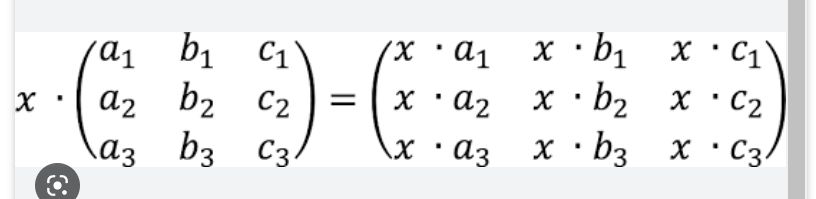 x · ( a₁ b₁ c₁ ) = ( x · a₁ x · b₁ x · c₁ )
a₂ b₂ c₂ x · a₂ x · b₂ x · c₂
a₃ b₃ c₃ x · a₃ x · b₃ x · c₃